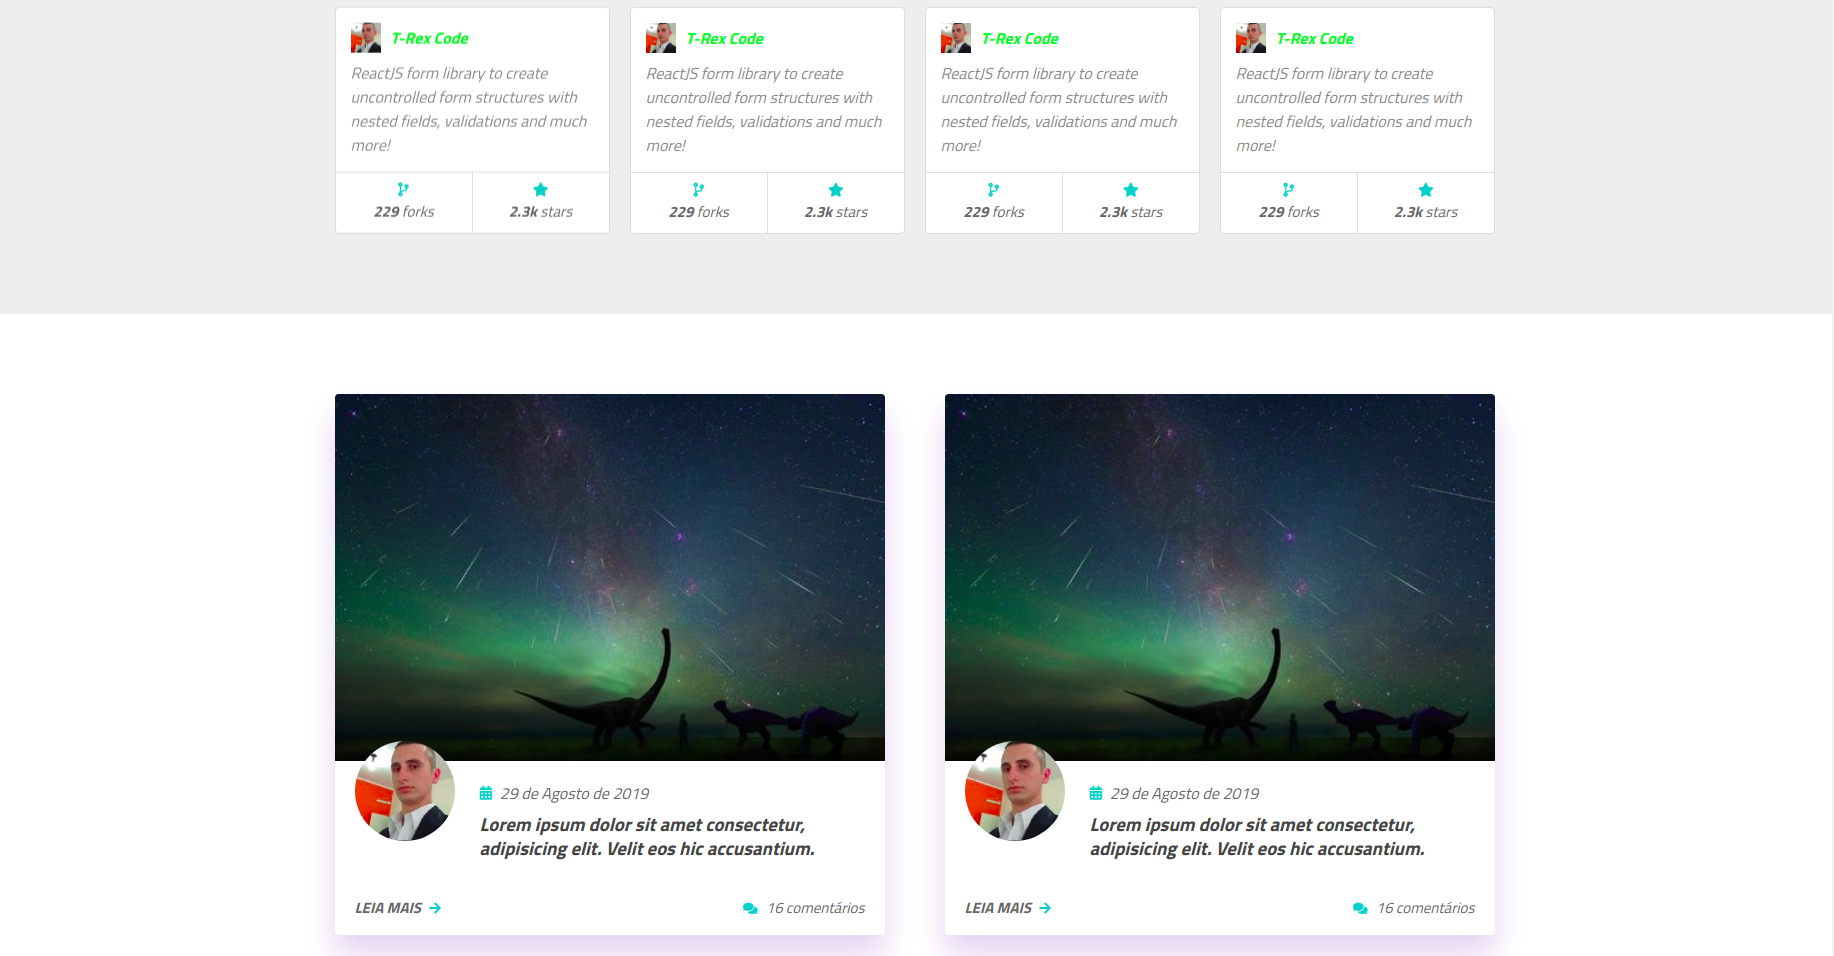 T-Rex Code
ReactJS form library to create
uncontrolled form structures with
nested fields, validations and much
more!
229 forks
2.3k stars
T-Rex Code
ReactJS form library to create
uncontrolled form structures with
nested fields, validations and much
more!
229 forks
2.3k stars
T-Rex Code
ReactJS form library to create
uncontrolled form structures with
nested fields, validations and much
more!
229 forks
2.3k stars
T-Rex Code
ReactJS form library to create
uncontrolled form structures with
nested fields, validations and much
more!
229 forks
2.3k stars
29 de Agosto de 2019
Lorem ipsum dolor sit amet consectetur,
adipisicing elit. Velit eos hic accusantium.
LEIA MAIS
16 comentários
29 de Agosto de 2019
Lorem ipsum dolor sit amet consectetur,
adipisicing elit. Velit eos hic accusantium.
LEIA MAIS
16 comentários